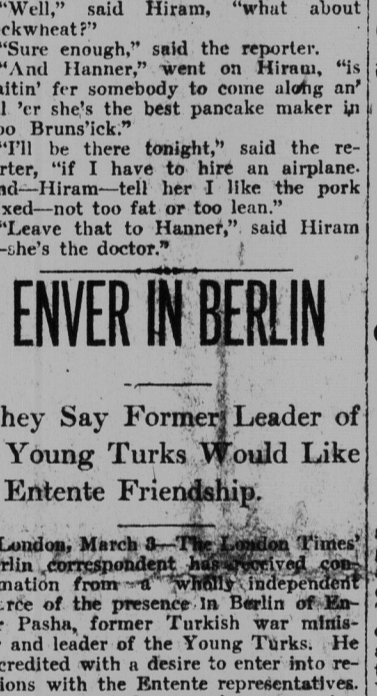 "Well," said Hiram, "what about
ckwheat?"
"Sure enough," said the reporter.
"And Hanner," went on Hiram, "is
aitin' fer somebody to come along an'
l 'er she's the best pancake maker in
oo Bruns'ick."
"I'll be there tonight," said the re-
rter, "if I have to hire an airplane.
nd—Hiram—tell her I like the pork
xed—not too fat or too lean."
"Leave that to Hanner," said Hiram
-she's the doctor."
ENVER IN BERLIN
hey Say Former Leader of
Young Turks Would Like
Entente Friendship.
London, March 3—The London Times'
rlin correspondent has received con-
mation from a wholly independent
rce of the presence in Berlin of En-
r Pasha, former Turkish war minis-
and leader of the Young Turks. He
credited with a desire to enter into re-
ions with the Entente representatives.